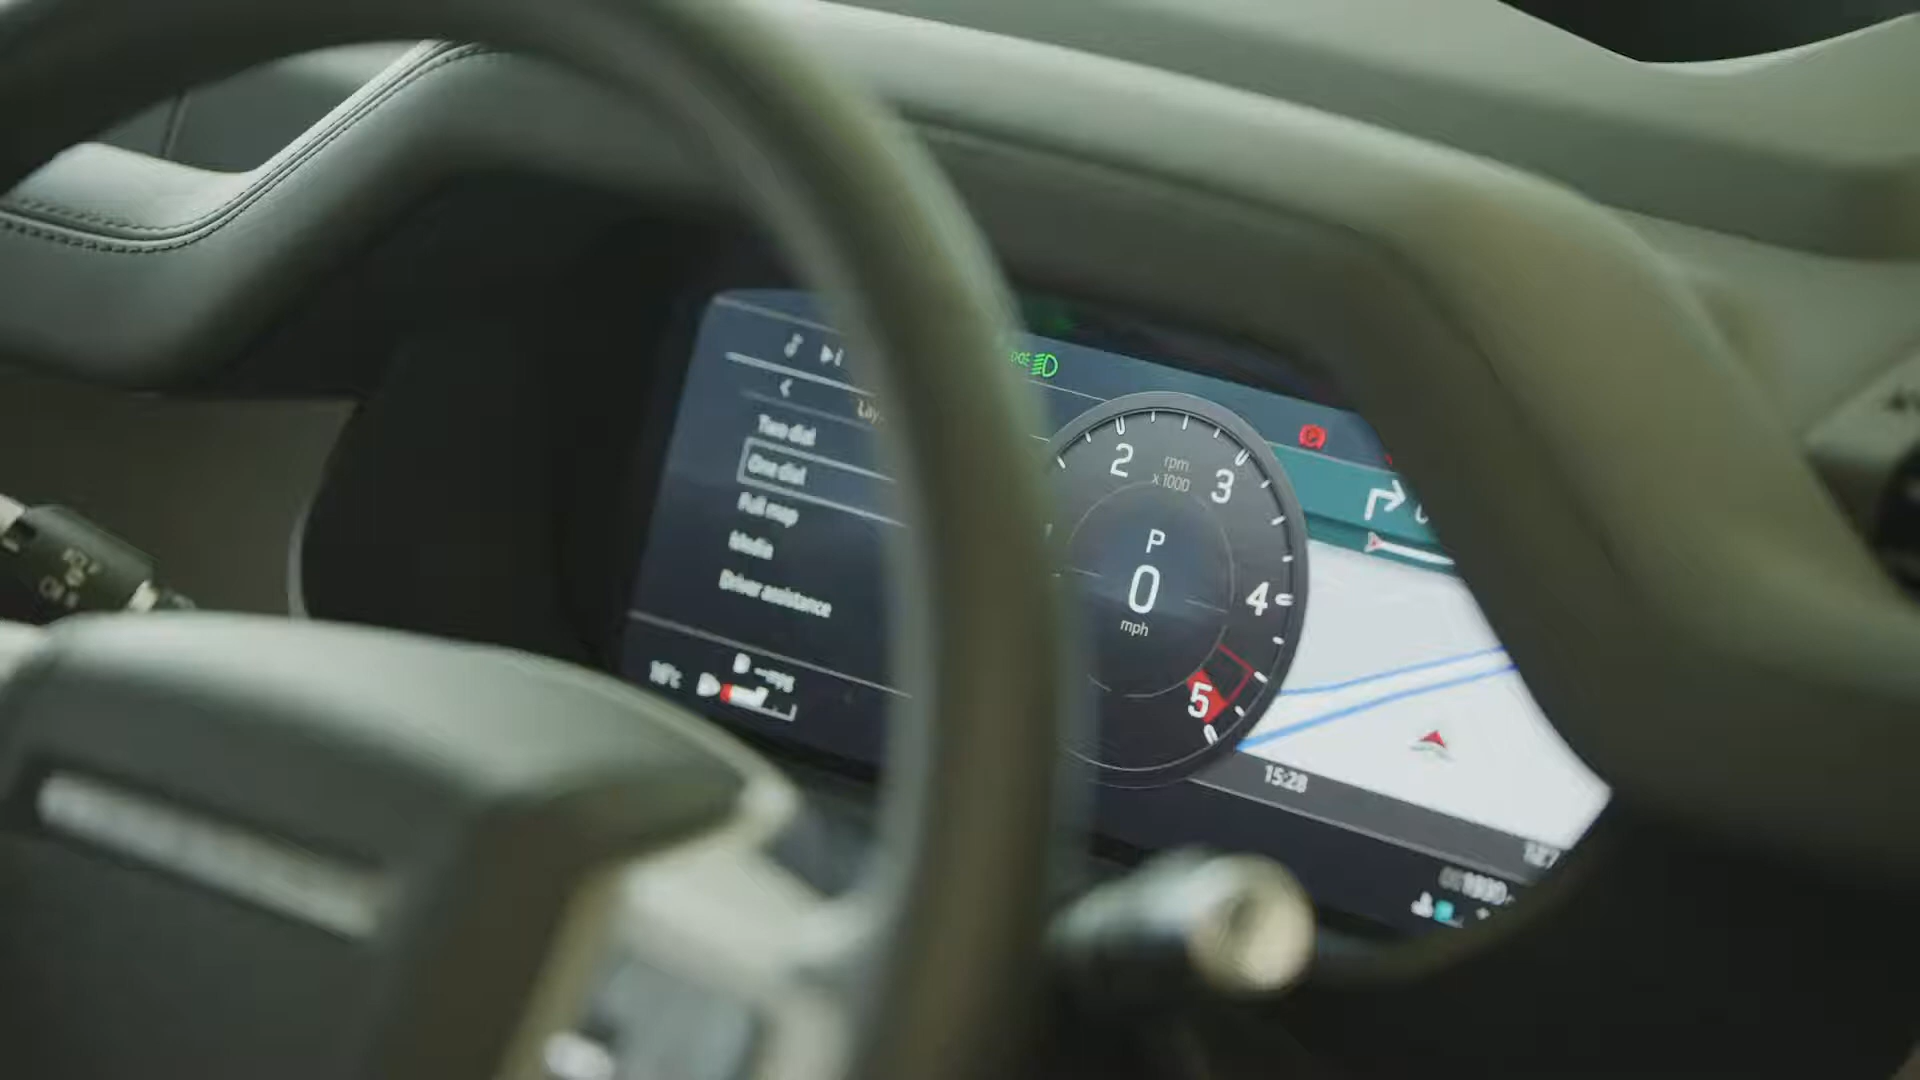 Two dial
One dial
Full map
Media
Driver assistance
2
rpm
x 1000
3
P
0
mph
4
5
15:28